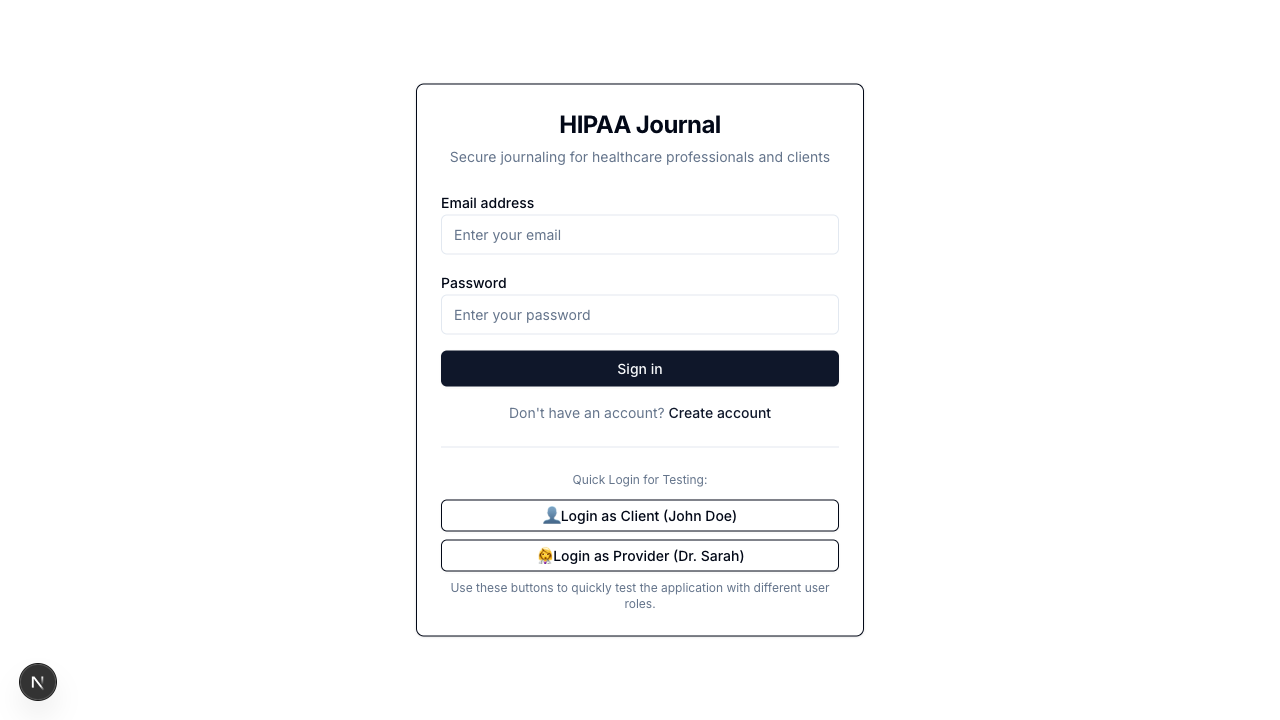 HIPAA Journal
Secure journaling for healthcare professionals and clients
Email address
Enter your email
Password
Enter your password
Sign in
Don't have an account? Create account
Quick Login for Testing:
Login as Client (John Doe)
Login as Provider (Dr. Sarah)
Use these buttons to quickly test the application with different user
roles.
N